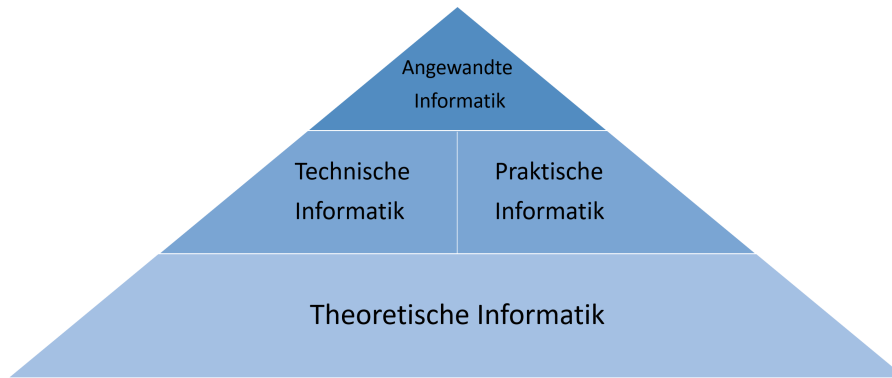 Angewandte
Informatik
Technische
Informatik
Praktische
Informatik
Theoretische Informatik